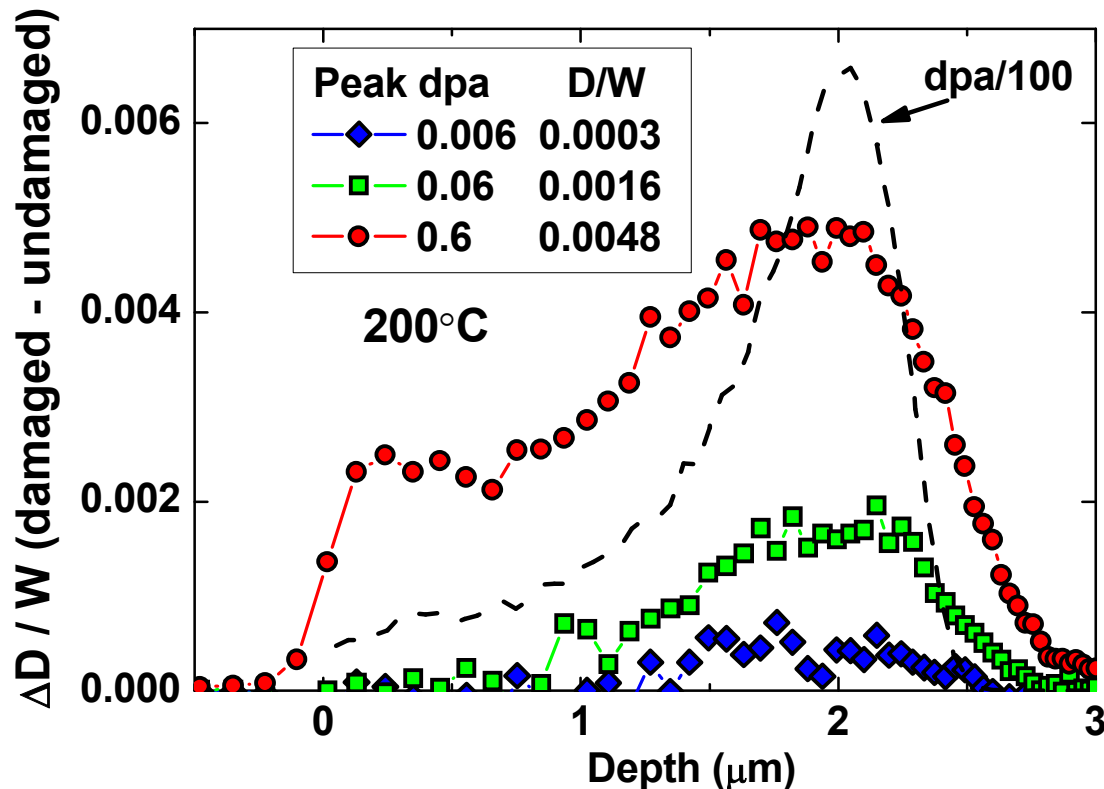 ΔD / W (damaged - undamaged)
0.006
0.004
0.002
0.000
Peak dpa D/W
0.006 0.0003
0.06 0.0016
0.6 0.0048
dpa/100
200°C
0 1 2 3
Depth (μm)